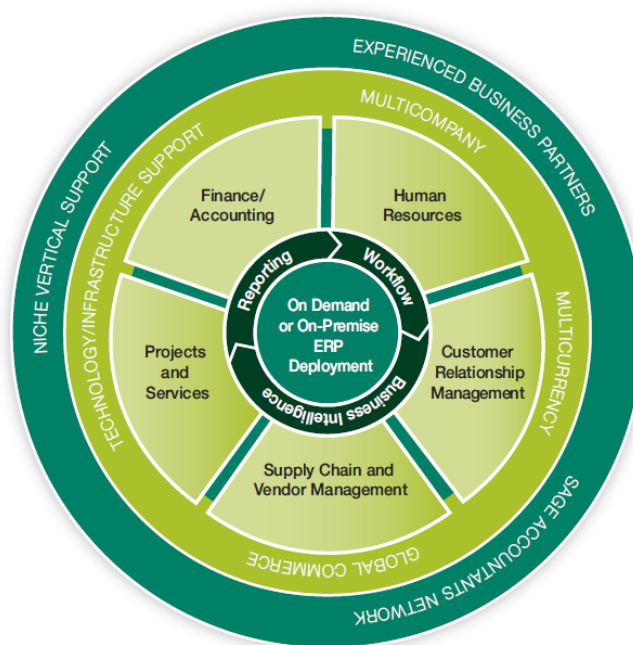 EXPERIENCED BUSINESS PARTNERS
NICHE VERTICAL SUPPORT
SAGE ACCOUNTANTS NETWORK
MULTICOMPANY
TECHNOLOGY/INFRASTRUCTURE SUPPORT
MULTICURRENCY
GLOBAL COMMERCE
Finance/
Accounting
Human
Resources
Reporting
Workflow
Business Intelligence
On Demand
or On-Premise
ERP
Deployment
Projects
and
Services
Customer
Relationship
Management
Supply Chain and
Vendor Management